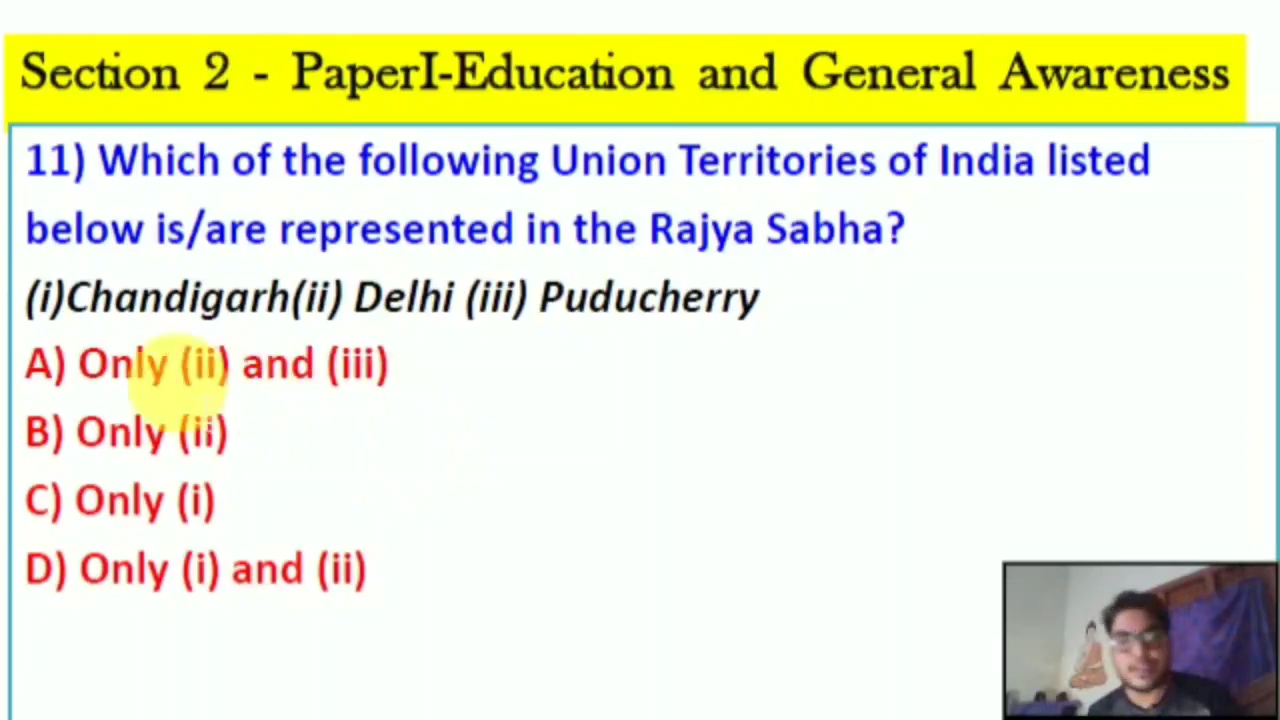 Section 2 - PaperI-Education and General Awareness
11) Which of the following Union Territories of India listed
below is/are represented in the Rajya Sabha?
(i)Chandigarh(ii) Delhi (iii) Puducherry
A) Only (ii) and (iii)
B) Only (ii)
C) Only (i)
D) Only (i) and (ii)